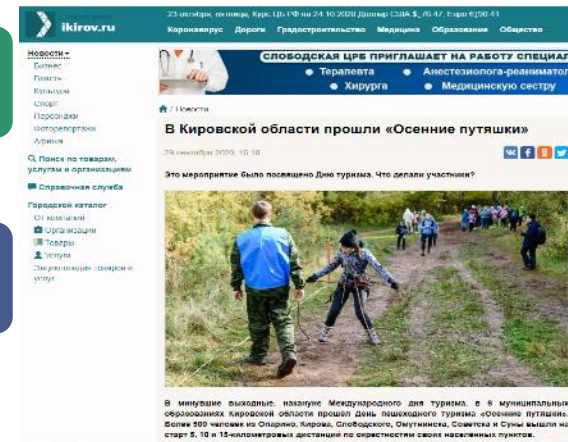 ikirov.ru
23 октября, пятница, Курс ЦБ РФ на 24.10.2020 Доллар США $ 76.47, Евро € 90.41
Коронавирус Дороги Градостроительство Медицина Образование Общество
Новости
Бизнес
Власть
Культура
Спорт
Персонажи
Фоторепортажи
Афиша
Поиск по товарам,
услугам и организациям
Справочная служба
Городской каталог
От компаний
Организации
Товары
Услуги
Энциклопедия товаров и
услуг
СЛОБОДСКАЯ ЦРБ ПРИГЛАШАЕТ НА РАБОТУ СПЕЦИАЛ
• Терапевта • Анестезиолога-реаниматол
• Хирурга • Медицинскую сестру
/ Новости
В Кировской области прошли «Осенние путяшки»
29 сентября 2020, 16:10
Это мероприятие было посвящено Дню туризма. Что делали участники?
В минувшие выходные, накануне Международного дня туризма, в 6 муниципальных
образованиях Кировской области прошел День пешеходного туризма «Осенние путяшки».
Более 500 человек из Опарино, Кирова, Слободского, Омутнинска, Советска и Суны вышли на
старт 5, 10 и 15-километровых дистанций по окрестностям своих населенных пунктов.